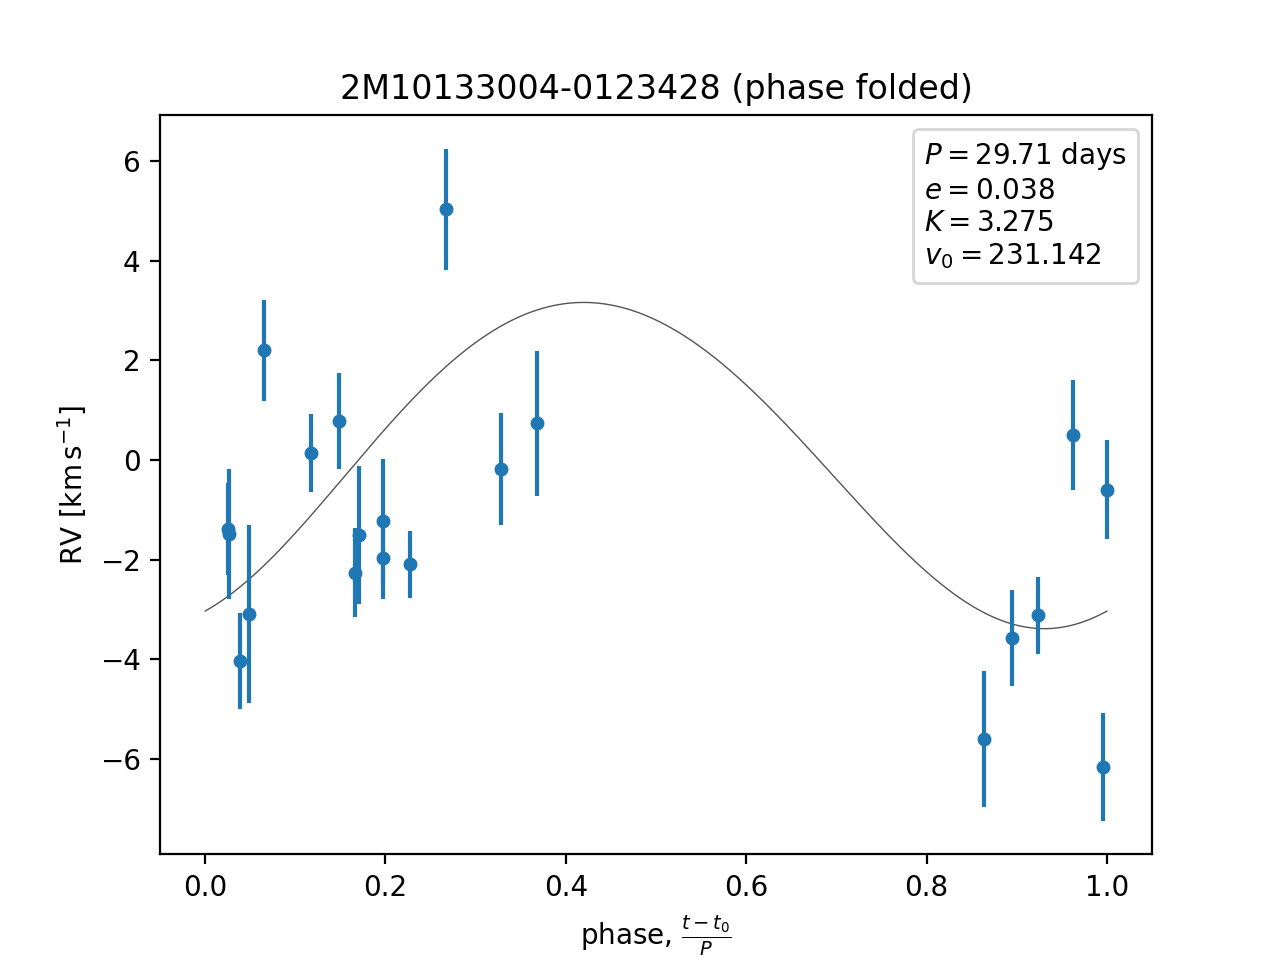 2M10133004-0123428 (phase folded)
P = 29.71 days
e = 0.038
K = 3.275
v₀ = 231.142
6
4
2
0
−2
−4
−6
RV [km s⁻¹]
0.0 0.2 0.4 0.6 0.8 1.0
phase, (t − t₀)/P